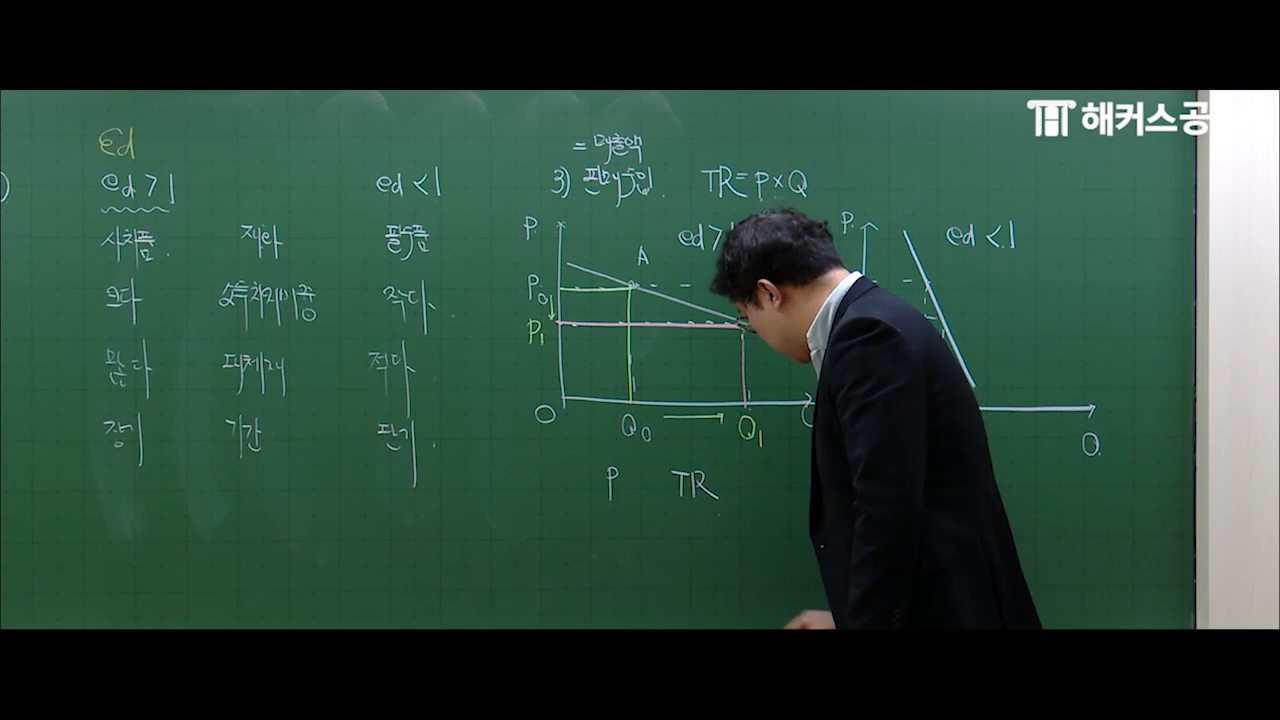 해커스공
Ed
ed > 1
ed < 1
사치품
재화
필수품
크다
소득 차지 비중
작다.
많다
대체재
적다
장기
기간
단기.
= 매출액
3) 판매수입. TR = P × Q
P.
ed >
A
P0
P1
O
Q0
Q1
P TR
P.
ed < 1
Q.